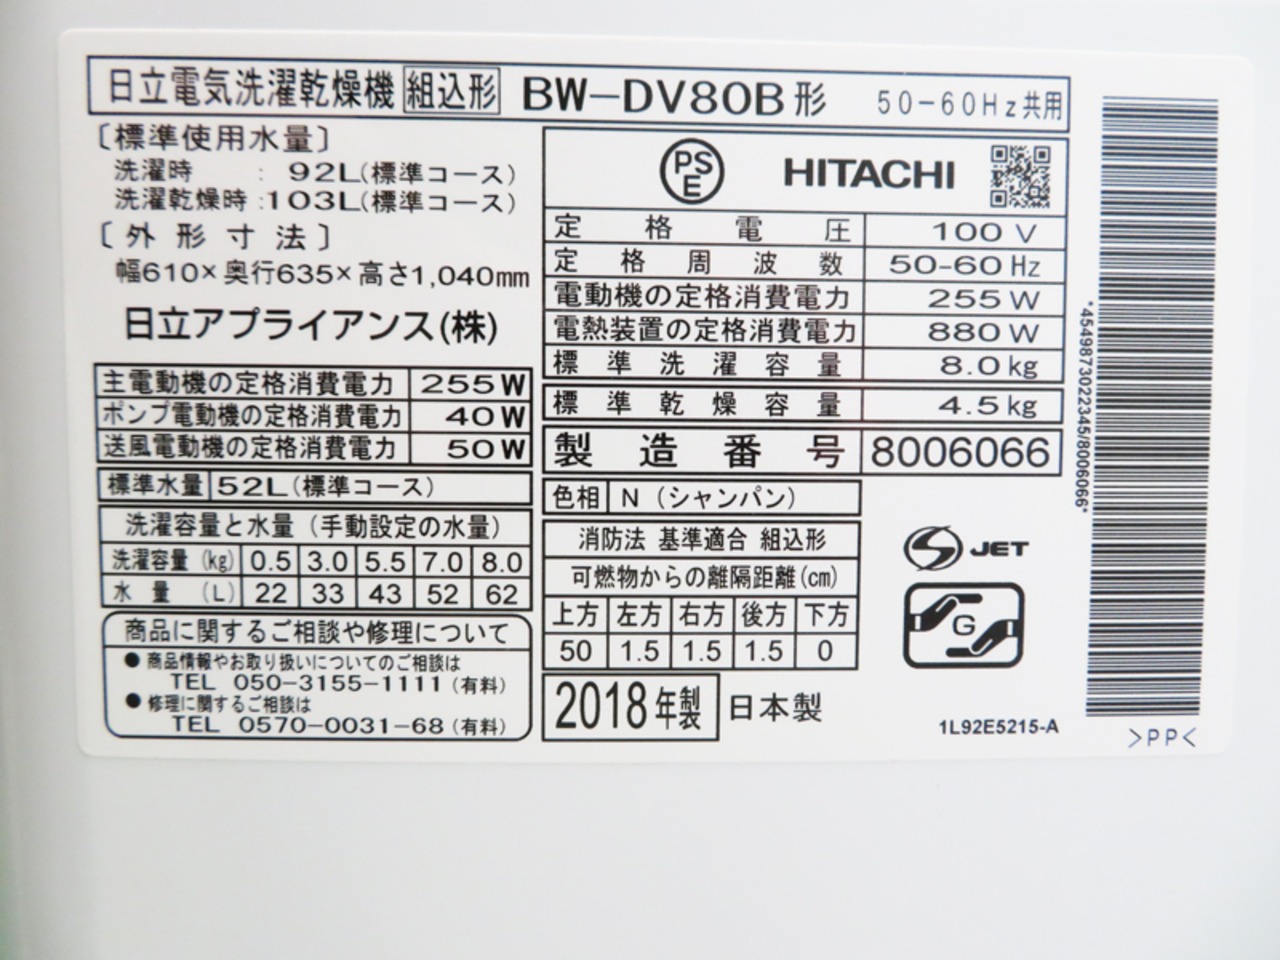 日立電気洗濯乾燥機 組込形 BW-DV80B形 50-60Hz共用
〔標準使用水量〕
洗濯時 : 92L(標準コース)
洗濯乾燥時:103L(標準コース)
〔外形寸法〕
幅610×奥行635×高さ1,040mm
日立アプライアンス(株)
主電動機の定格消費電力 255W
ポンプ電動機の定格消費電力 40W
送風電動機の定格消費電力 50W
標準水量 52L(標準コース)
洗濯容量と水量(手動設定の水量)
洗濯容量(kg) 0.5 3.0 5.5 7.0 8.0
水量(L) 22 33 43 52 62
商品に関するご相談や修理について
●商品情報やお取り扱いについてのご相談は
TEL 050-3155-1111(有料)
●修理に関するご相談は
TEL 0570-0031-68(有料)
PS
E
HITACHI
定格電圧 100V
定格周波数 50-60Hz
電動機の定格消費電力 255W
電熱装置の定格消費電力 880W
標準洗濯容量 8.0kg
標準乾燥容量 4.5kg
製造番号 8006066
色相 N(シャンパン)
消防法 基準適合 組込形
可燃物からの離隔距離(cm)
上方 左方 右方 後方 下方
50 1.5 1.5 1.5 0
2018年製 日本製
S JET
G
1L92E5215-A
*4549873022345/8006066*
>PP<